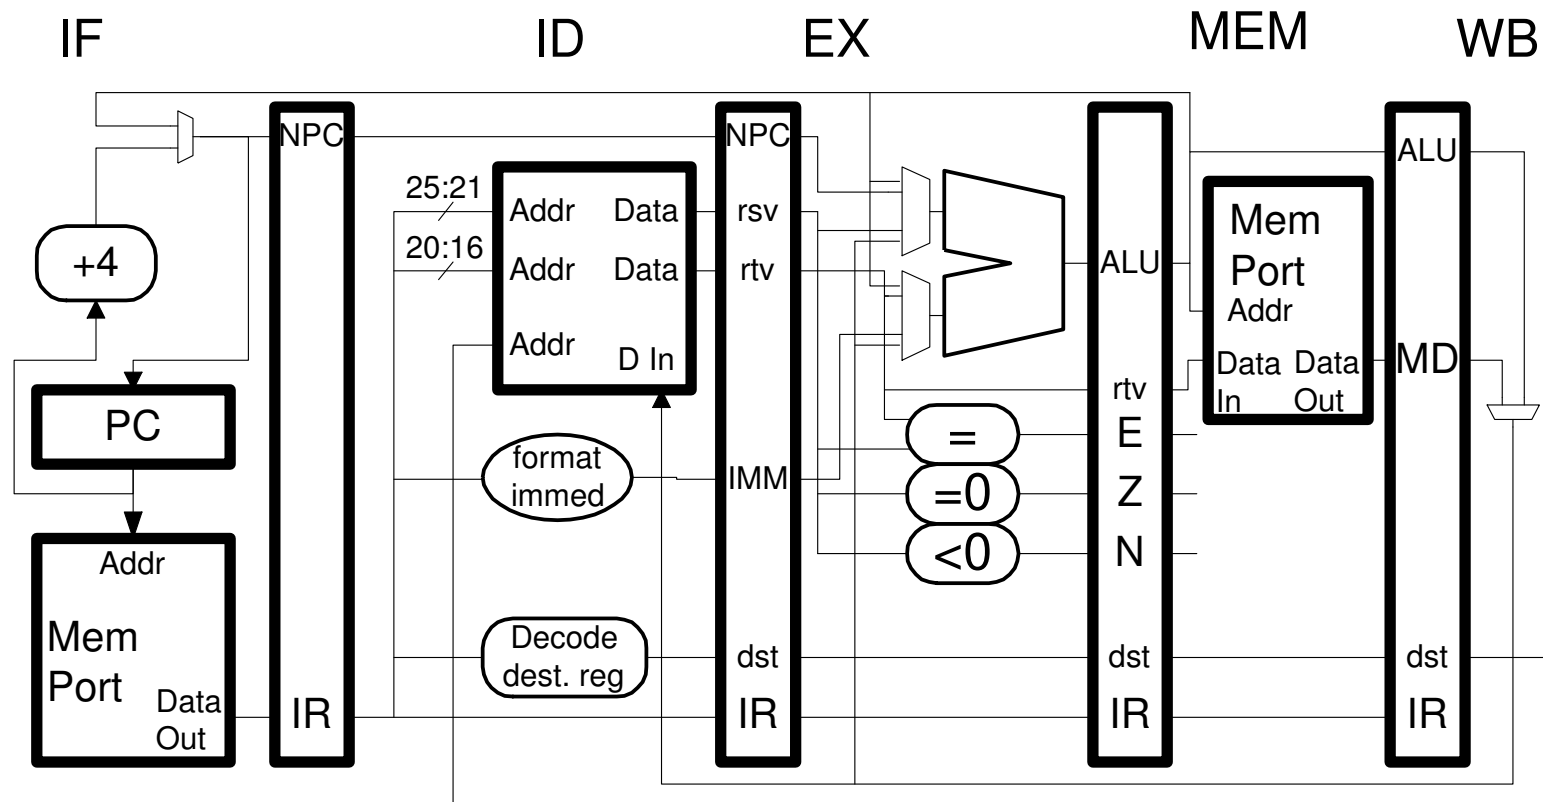 IF
ID
EX
MEM
WB
NPC
+4
PC
Addr
Mem
Port
Data
Out
IR
25:21
20:16
Addr
Data
Addr
Data
Addr
D In
format
immed
Decode
dest. reg
NPC
rsv
rtv
IMM
dst
IR
=
=0
<0
ALU
rtv
E
Z
N
dst
IR
Mem
Port
Addr
Data
In
Data
Out
ALU
MD
dst
IR